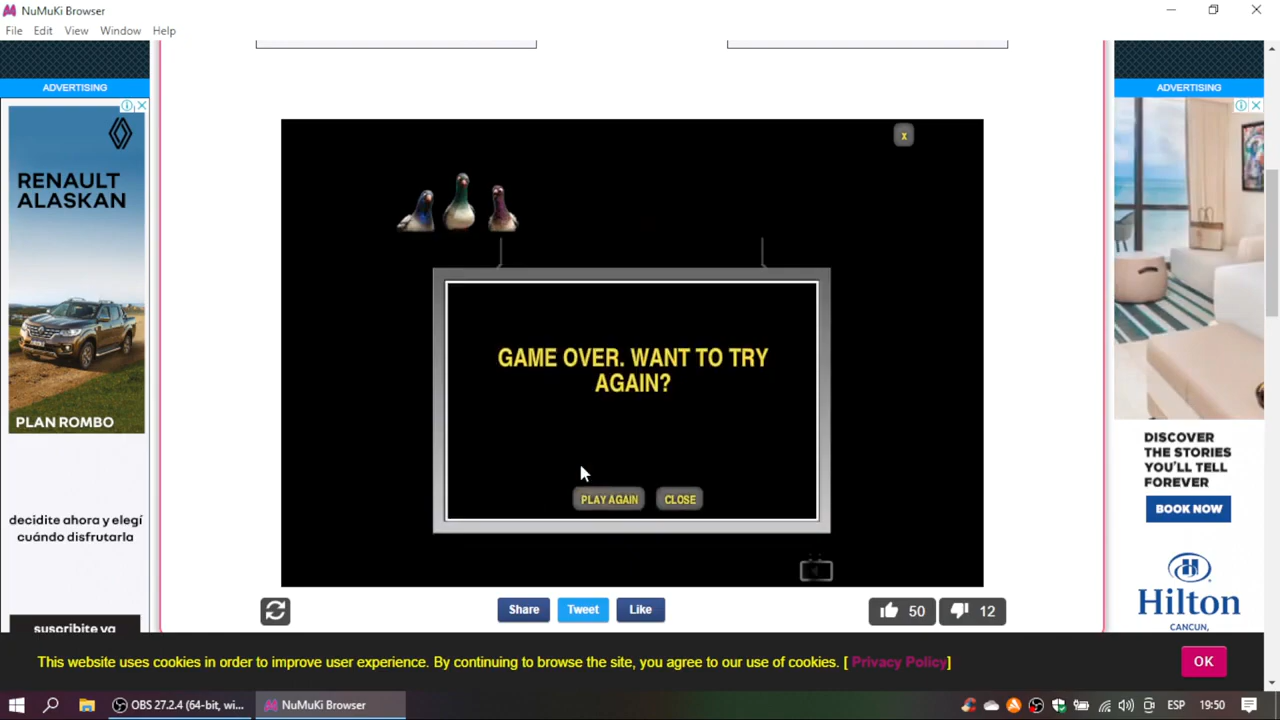 NuMuKi Browser
File Edit View Window Help
ADVERTISING
RENAULT
ALASKAN
PLAN ROMBO
decidite ahora y elegí
cuándo disfrutarla
suscribite ya
x
GAME OVER. WANT TO TRY
AGAIN?
PLAY AGAIN CLOSE
Share Tweet Like
50 12
ADVERTISING
DISCOVER
THE STORIES
YOU'LL TELL
FOREVER
BOOK NOW
Hilton
CANCUN,
This website uses cookies in order to improve user experience. By continuing to browse the site, you agree to our use of cookies. [ Privacy Policy]
OK
OBS 27.2.4 (64-bit, wi...
NuMuKi Browser
ESP
19:50